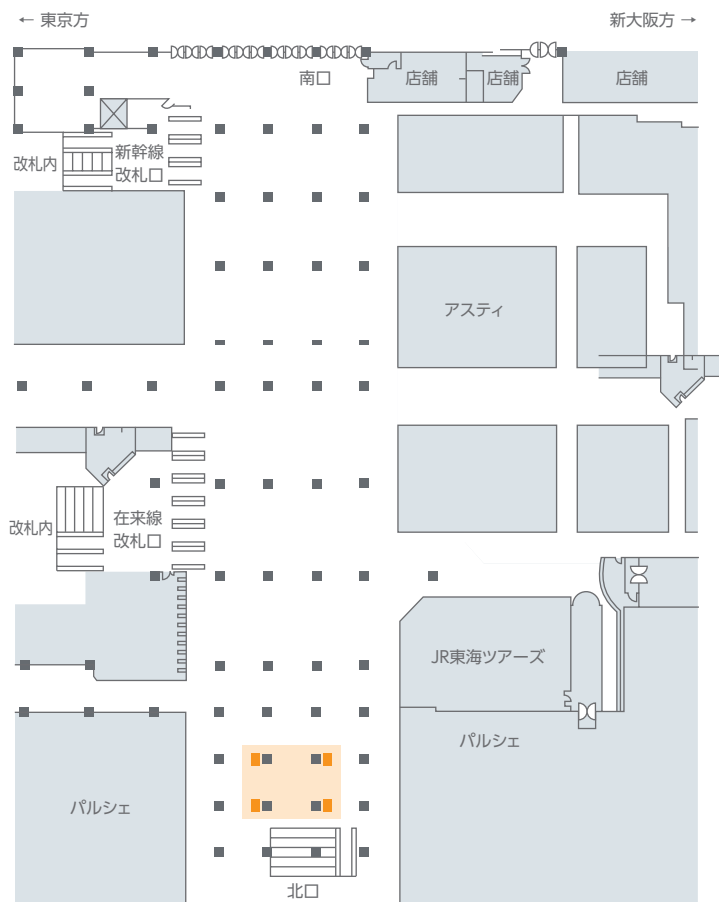 ← 東京方
新大阪方 →
南口
店舗
店舗
店舗
改札内
新幹線
改札口
アスティ
改札内
在来線
改札口
JR東海ツアーズ
パルシェ
パルシェ
北口